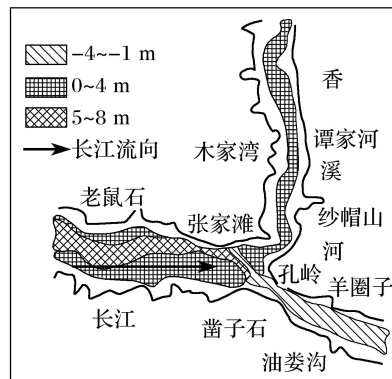 -4~-1 m
0~4 m
5~8 m
长江流向
香
溪
河
谭家河
木家湾
纱帽山
老鼠石
张家滩
孔岭
羊圈子
长江
凿子石
油娄沟